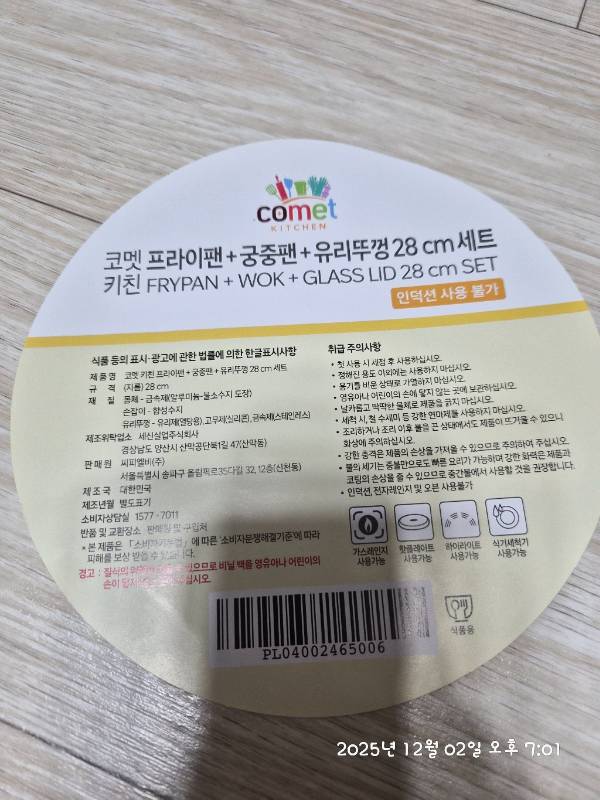 comet
KITCHEN
코멧 프라이팬 + 궁중팬 + 유리뚜껑 28 cm 세트
키친 FRYPAN + WOK + GLASS LID 28 cm SET
인덕션 사용 불가
식품 등의 표시·광고에 관한 법률에 의한 한글표시사항
제품명 코멧 키친 프라이팬 + 궁중팬 + 유리뚜껑 28 cm 세트
규 격 (지름) 28 cm
재 질 몸체 - 금속제(알루미늄-불소수지 도장)
손잡이 - 합성수지
유리뚜껑 - 유리제(열탕용), 고무제(실리콘), 금속제(스테인레스)
제조위탁업소 세신실업주식회사
경상남도 양산시 산막공단북1길 47(산막동)
판 매 원 씨피엘비(주)
서울특별시 송파구 올림픽로35다길 32, 12층(신천동)
제 조 국 대한민국
제조년월 별도표기
소비자상담실 1577 - 7011
반품 및 교환장소 판매점 및 구입처
* 본 제품은 「소비자기본법」에 따른 '소비자분쟁해결기준'에 따라
피해를 보상 받을 수 있습니다.
경고 : 질식의 위험이 있으므로 비닐 백을 영유아나 어린이의
손이 닿지 십시오.
취급 주의사항
• 첫 사용 시 세척 후 사용하십시오.
• 정해진 용도 이외에는 사용하지 마십시오.
• 용기를 비운 상태로 가열하지 마십시오.
• 영유아나 어린이의 손에 닿지 않는 곳에 보관하십시오.
• 날카롭고 딱딱한 물체로 제품을 긁지 마십시오.
• 세척 시, 철 수세미 등 강한 연마제를 사용하지 마십시오.
• 조리하거나 조리 이후 불을 끈 상태에서도 제품이 뜨거울 수 있으니
화상에 주의하십시오.
• 강한 충격은 제품의 손상을 가져올 수 있으므로 주의하여 주십시오.
• 불의 세기는 중불만으로도 빠른 요리가 가능하며 강한 화력은 제품과
코팅의 손상을 줄 수 있으므로 중간불에서 사용할 것을 권장합니다.
• 인덕션, 전자레인지 및 오븐 사용불가
가스레인지 사용가능
핫플레이트 사용가능
하이라이트 사용가능
식기세척기 사용가능
식품용
PL04002465006
2025년 12월 02일 오후 7:01